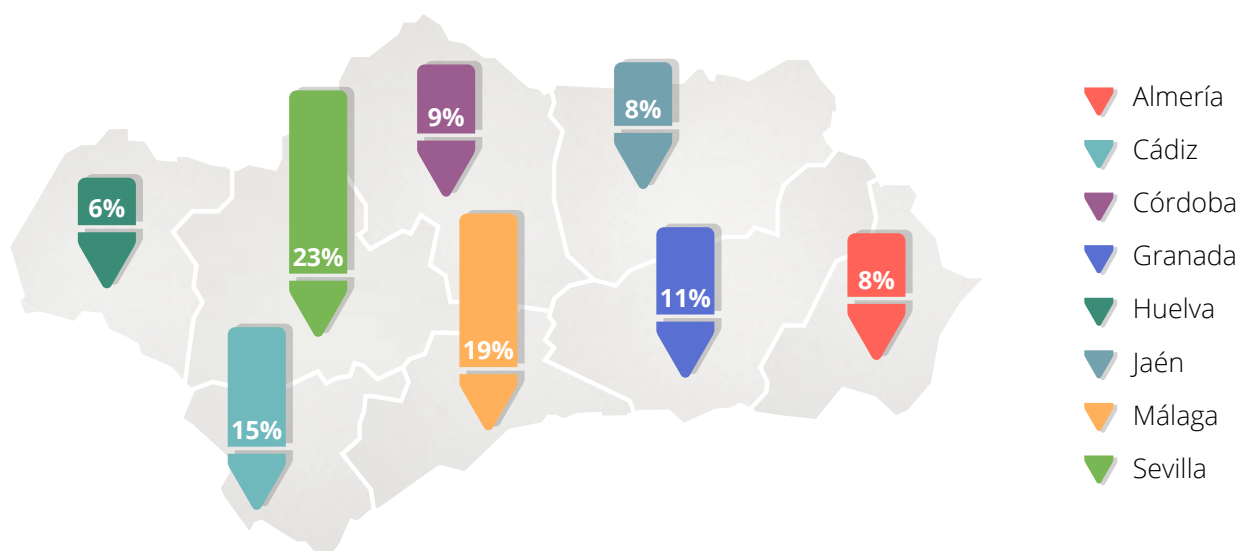 9%
8%
6%
23%
11%
8%
19%
15%
Almería
Cádiz
Córdoba
Granada
Huelva
Jaén
Málaga
Sevilla